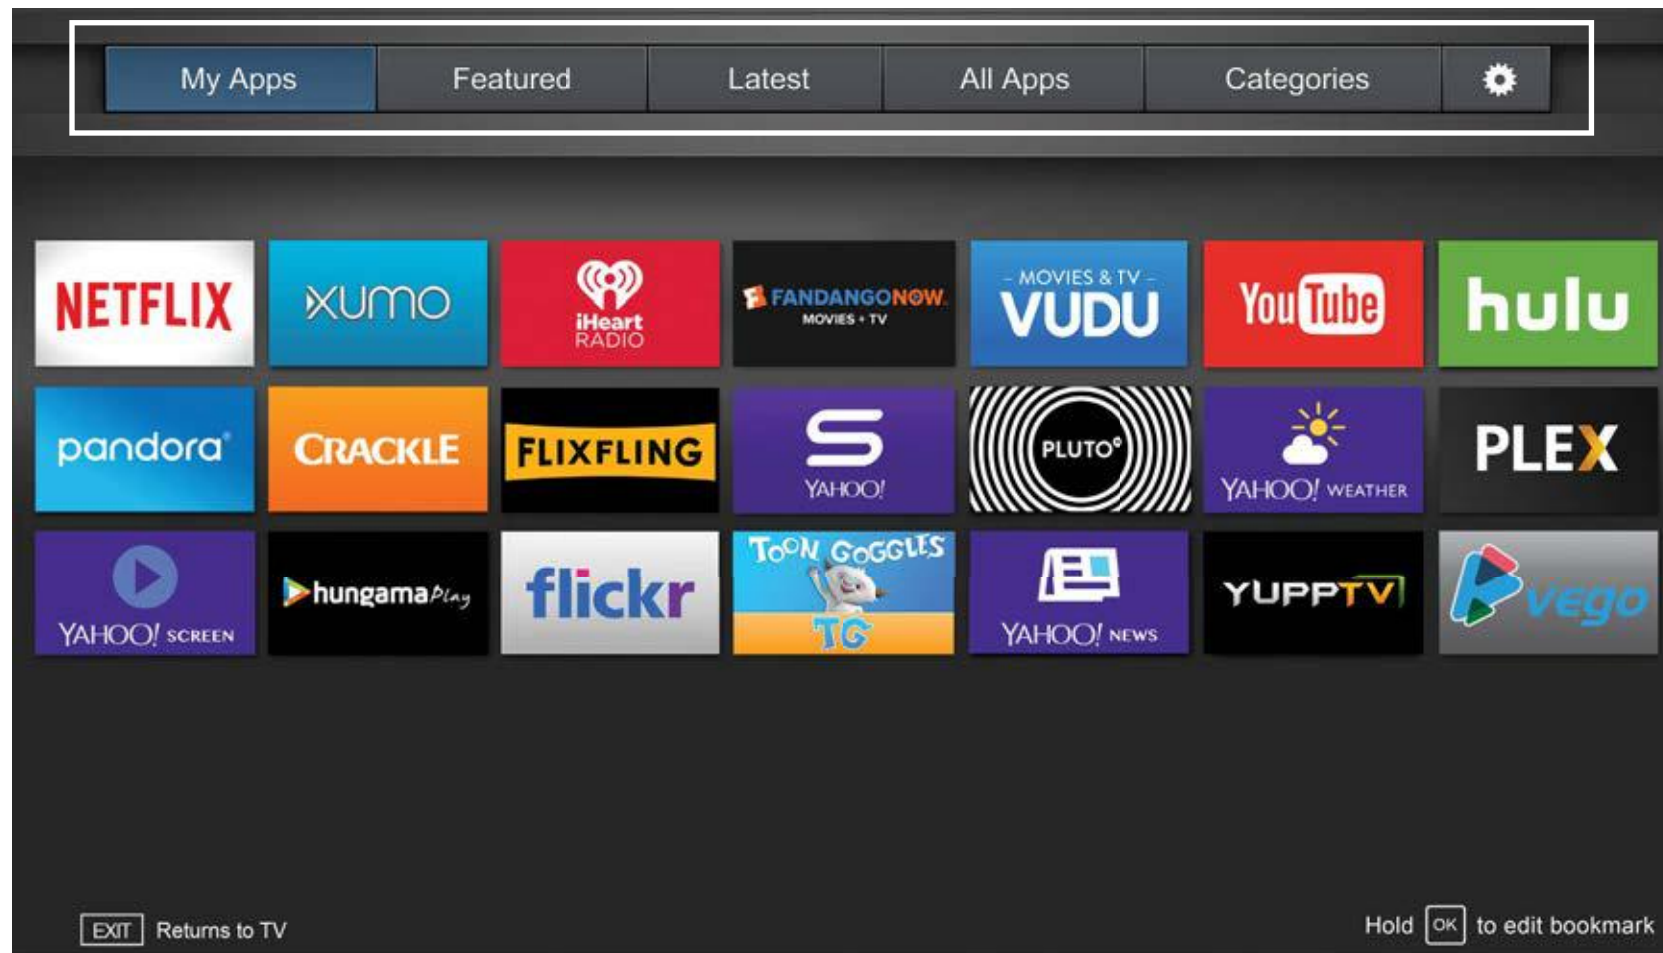 My Apps Featured Latest All Apps Categories
NETFLIX
XUMO
iHeart
RADIO
FANDANGONOW
MOVIES + TV
- MOVIES & TV -
VUDU
YouTube
hulu
pandora®
CRACKLE
FLIXFLING
S
YAHOO!
PLUTO
YAHOO! WEATHER
PLEX
YAHOO! SCREEN
hungama Play
flickr
TOON GOGGLES
TG
YAHOO! NEWS
YUPPTV
vego
EXIT Returns to TV
Hold OK to edit bookmark